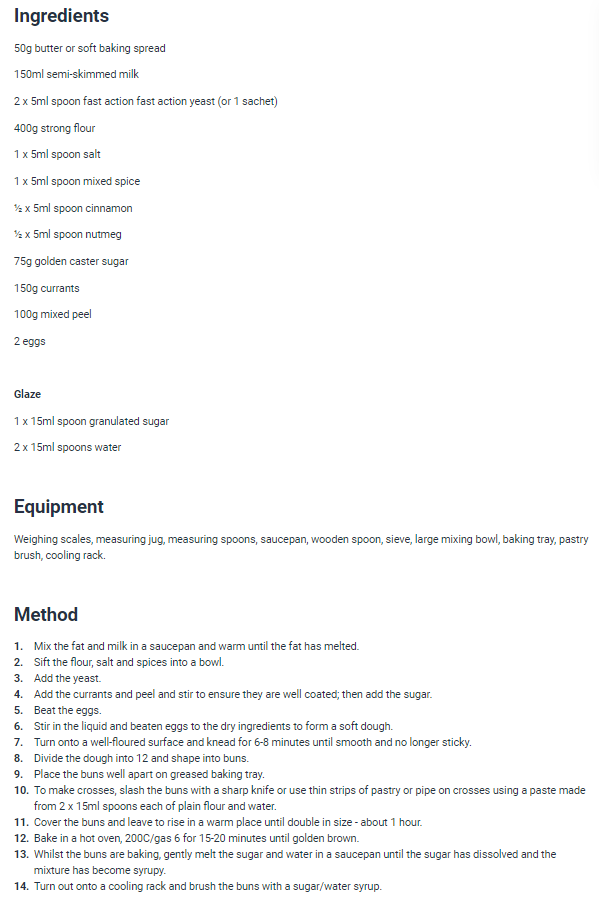 Ingredients
50g butter or soft baking spread
150ml semi-skimmed milk
2 x 5ml spoon fast action fast action yeast (or 1 sachet)
400g strong flour
1 x 5ml spoon salt
1 x 5ml spoon mixed spice
½ x 5ml spoon cinnamon
½ x 5ml spoon nutmeg
75g golden caster sugar
150g currants
100g mixed peel
2 eggs
Glaze
1 x 15ml spoon granulated sugar
2 x 15ml spoons water
Equipment
Weighing scales, measuring jug, measuring spoons, saucepan, wooden spoon, sieve, large mixing bowl, baking tray, pastry
brush, cooling rack.
Method
1. Mix the fat and milk in a saucepan and warm until the fat has melted.
2. Sift the flour, salt and spices into a bowl.
3. Add the yeast.
4. Add the currants and peel and stir to ensure they are well coated; then add the sugar.
5. Beat the eggs.
6. Stir in the liquid and beaten eggs to the dry ingredients to form a soft dough.
7. Turn onto a well-floured surface and knead for 6-8 minutes until smooth and no longer sticky.
8. Divide the dough into 12 and shape into buns.
9. Place the buns well apart on greased baking tray.
10. To make crosses, slash the buns with a sharp knife or use thin strips of pastry or pipe on crosses using a paste made
from 2 x 15ml spoons each of plain flour and water.
11. Cover the buns and leave to rise in a warm place until double in size - about 1 hour.
12. Bake in a hot oven, 200C/gas 6 for 15-20 minutes until golden brown.
13. Whilst the buns are baking, gently melt the sugar and water in a saucepan until the sugar has dissolved and the
mixture has become syrupy.
14. Turn out onto a cooling rack and brush the buns with a sugar/water syrup.